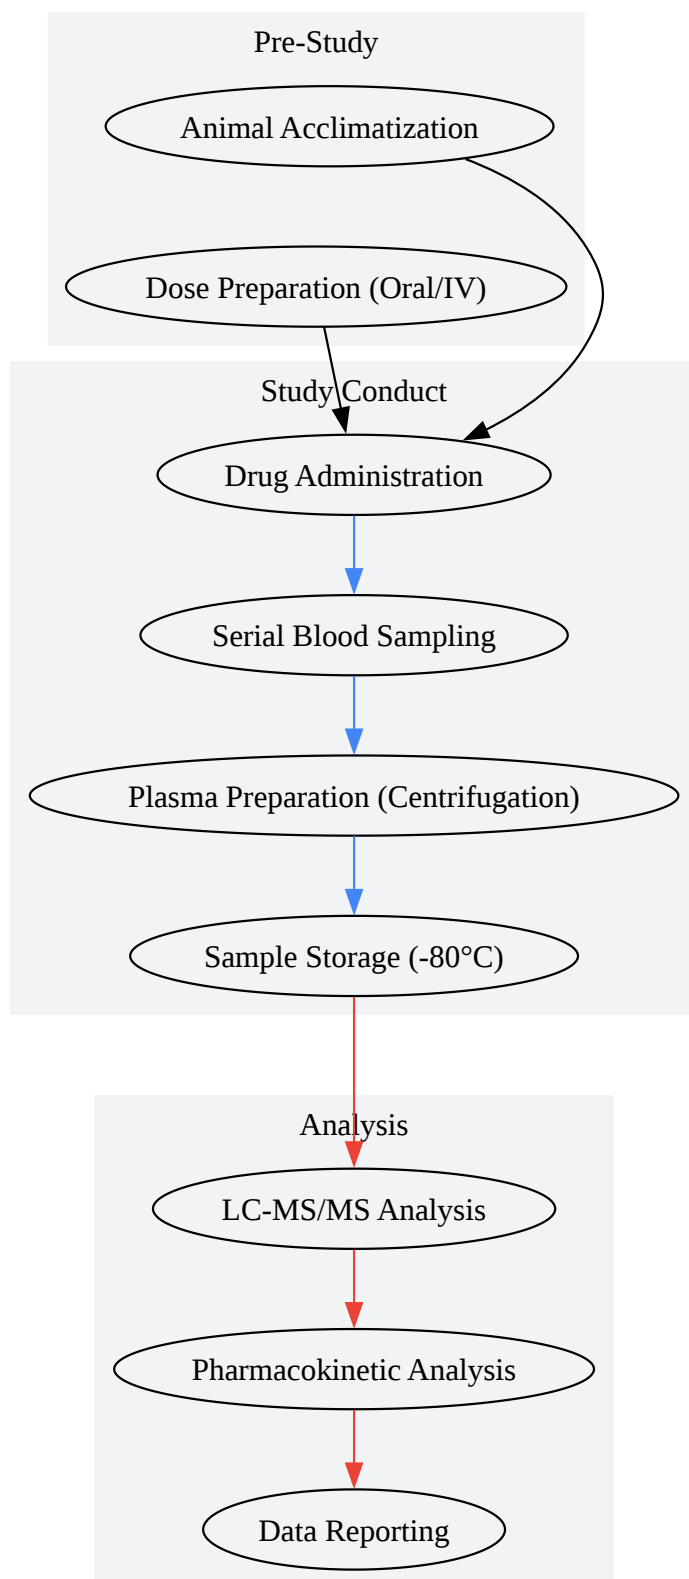 Pre-Study
Animal Acclimatization
Dose Preparation (Oral/IV)
Study Conduct
Drug Administration
Serial Blood Sampling
Plasma Preparation (Centrifugation)
Sample Storage (-80°C)
Analysis
LC-MS/MS Analysis
Pharmacokinetic Analysis
Data Reporting